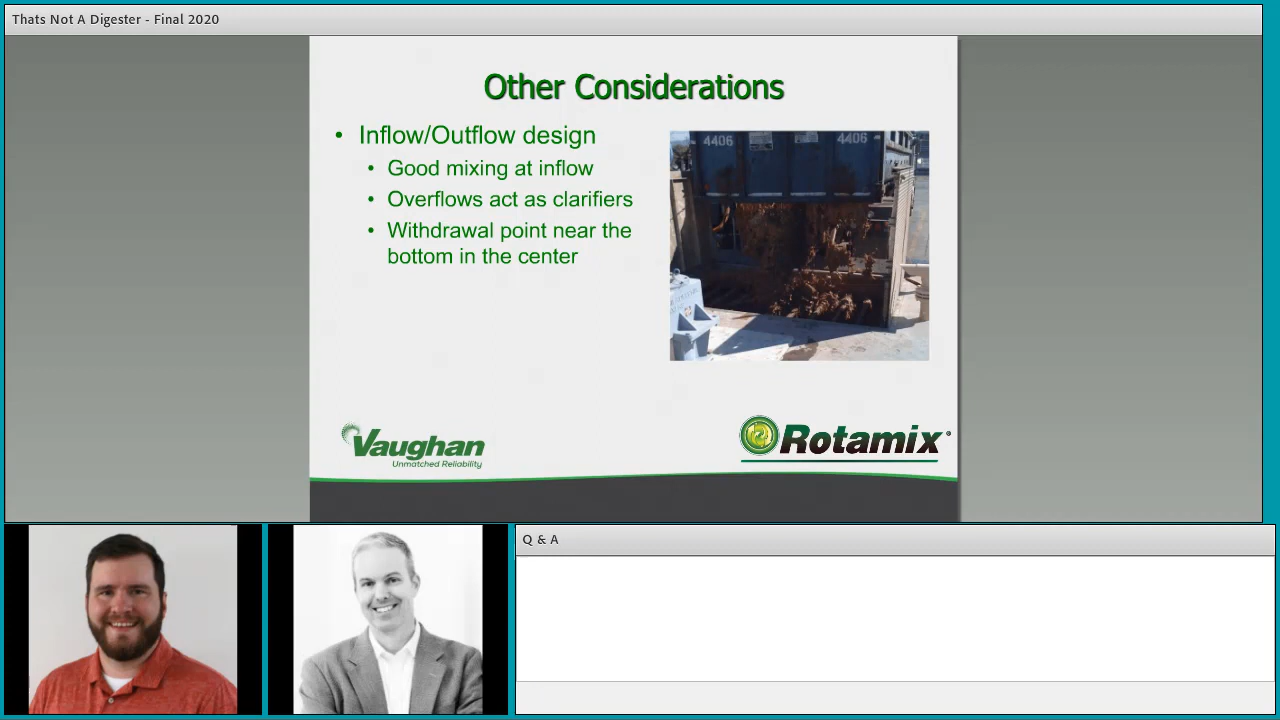 Thats Not A Digester - Final 2020
Other Considerations
• Inflow/Outflow design
• Good mixing at inflow
• Overflows act as clarifiers
• Withdrawal point near the
bottom in the center
4406 4406
Vaughan
Unmatched Reliability
Rotamix®
Q & A